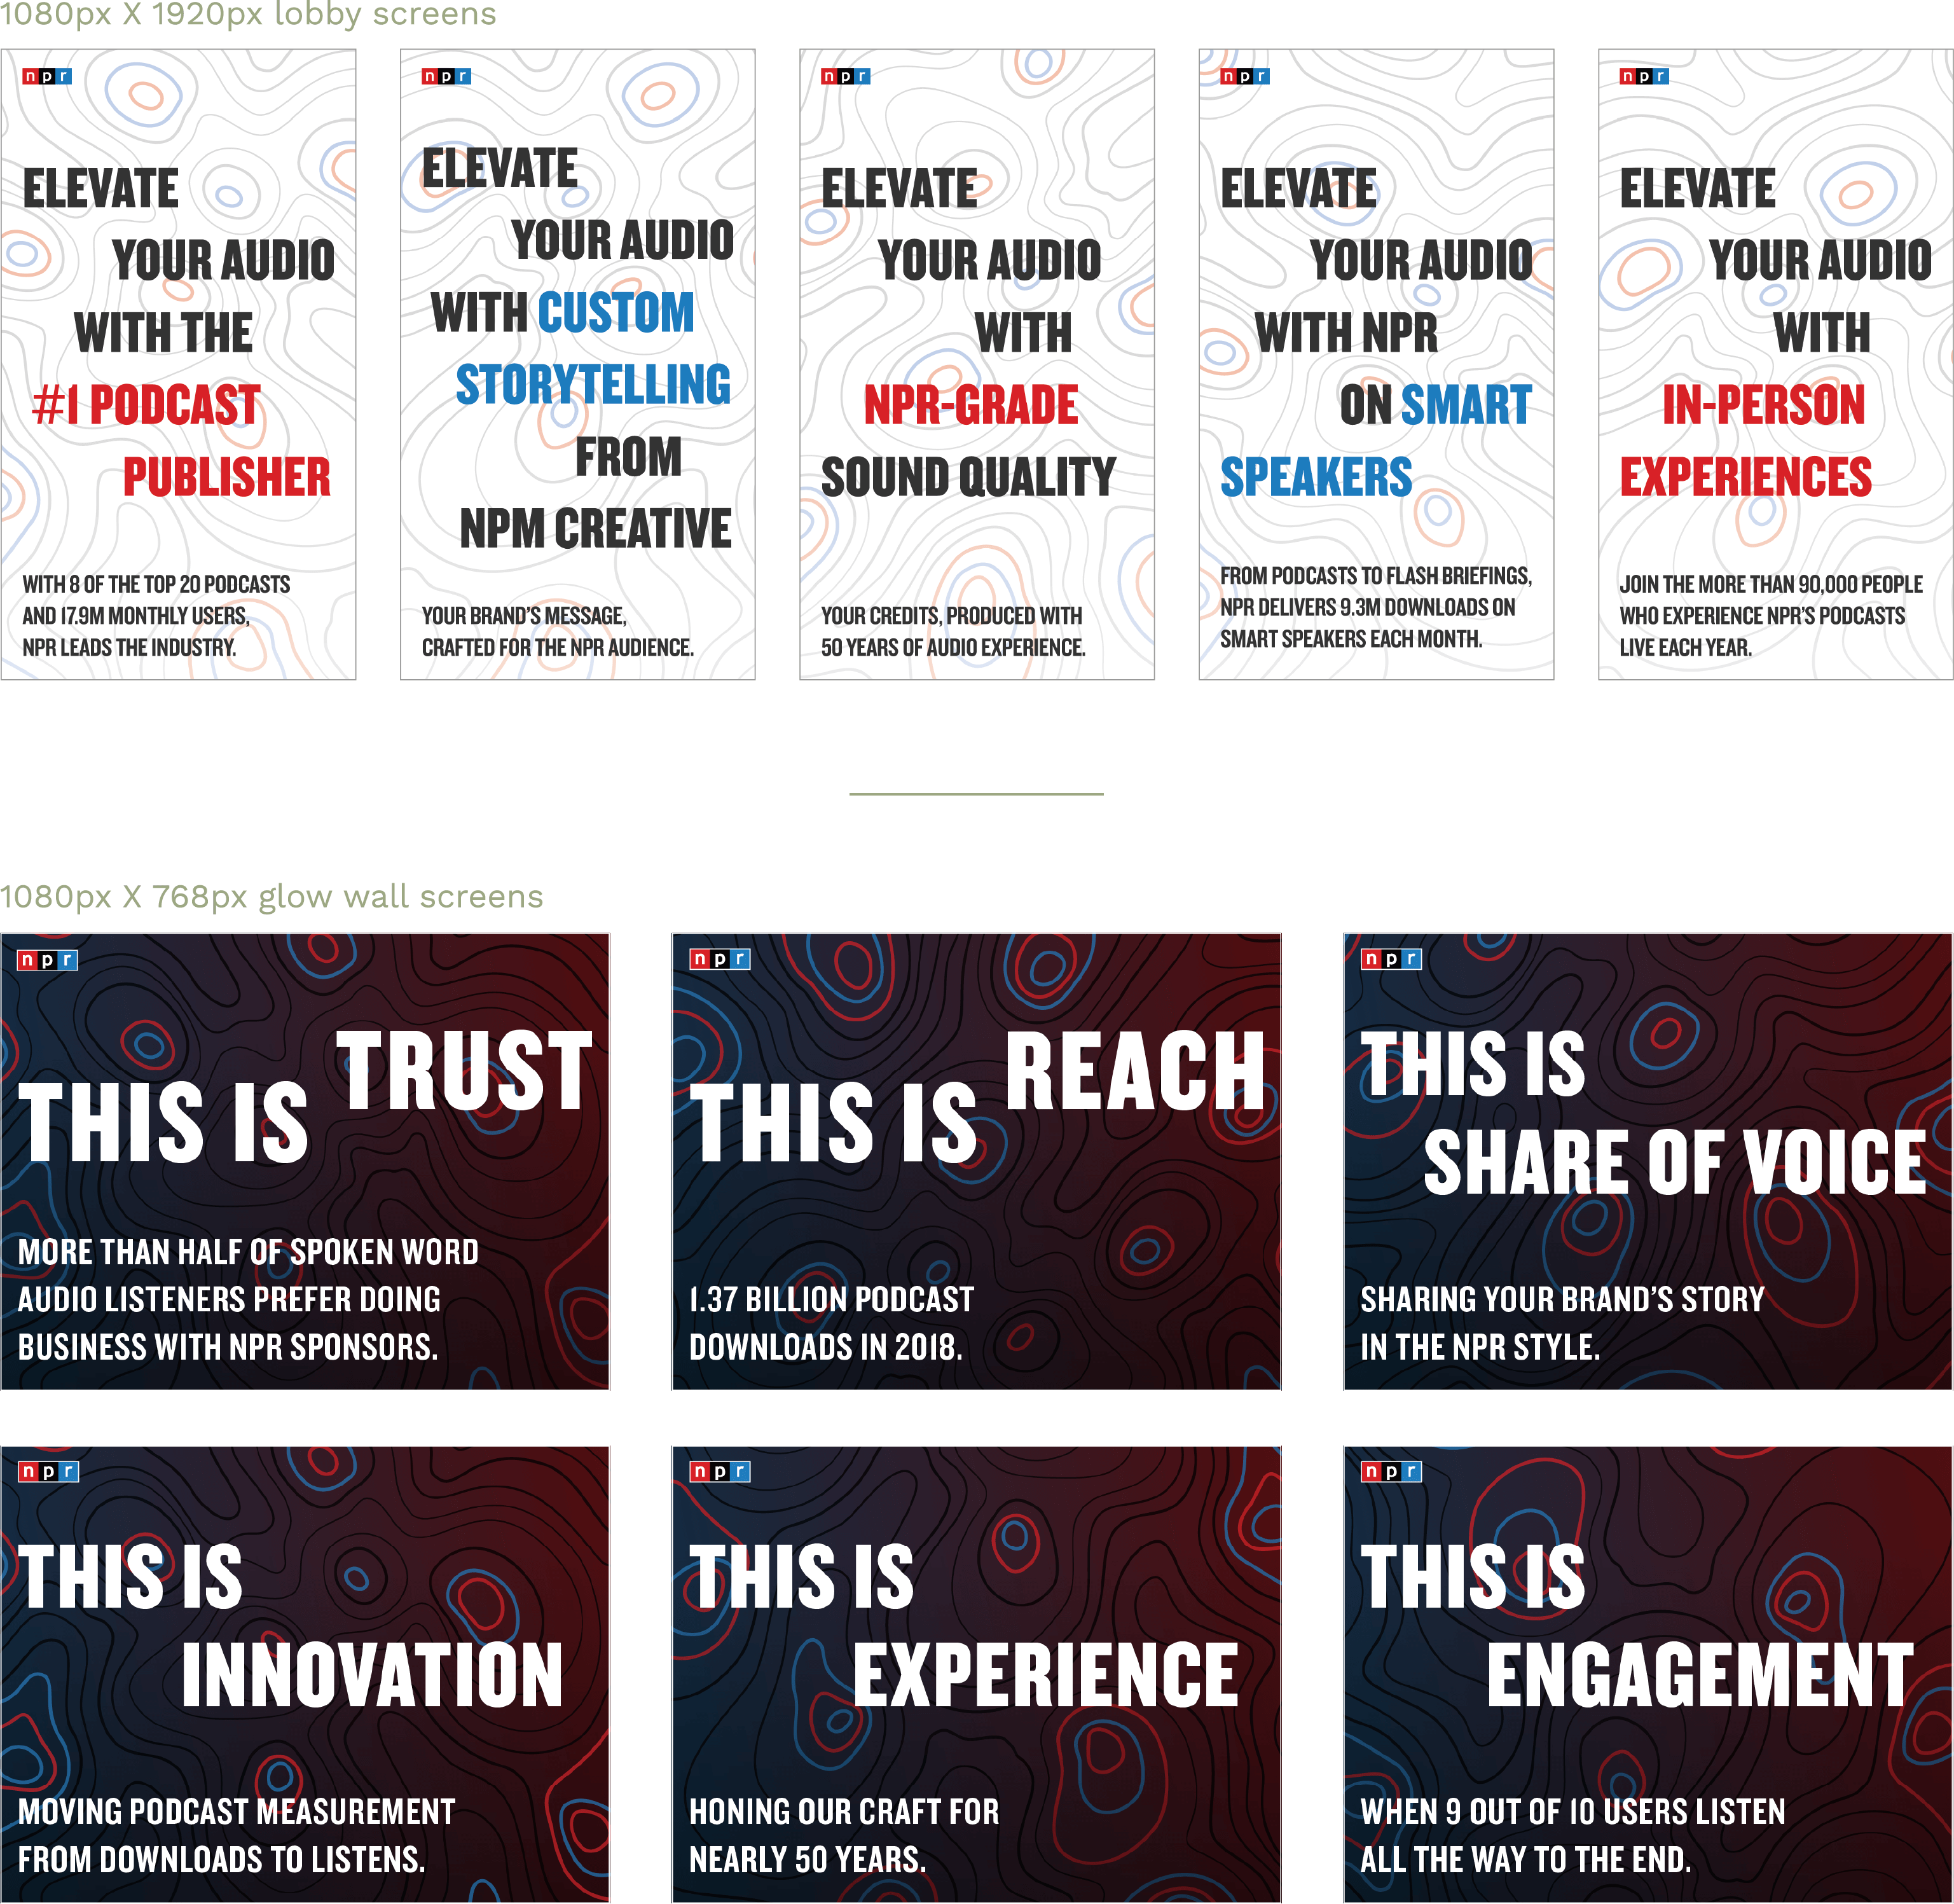 1080px X 1920px lobby screens
npr
ELEVATE
YOUR AUDIO
WITH THE
#1 PODCAST
PUBLISHER
WITH 8 OF THE TOP 20 PODCASTS
AND 17.9M MONTHLY USERS,
NPR LEADS THE INDUSTRY.
npr
ELEVATE
YOUR AUDIO
WITH CUSTOM
STORYTELLING
FROM
NPM CREATIVE
YOUR BRAND’S MESSAGE,
CRAFTED FOR THE NPR AUDIENCE.
npr
ELEVATE
YOUR AUDIO
WITH
NPR-GRADE
SOUND QUALITY
YOUR CREDITS, PRODUCED WITH
50 YEARS OF AUDIO EXPERIENCE.
npr
ELEVATE
YOUR AUDIO
WITH NPR
ON SMART
SPEAKERS
FROM PODCASTS TO FLASH BRIEFINGS,
NPR DELIVERS 9.3M DOWNLOADS ON
SMART SPEAKERS EACH MONTH.
npr
ELEVATE
YOUR AUDIO
WITH
IN-PERSON
EXPERIENCES
JOIN THE MORE THAN 90,000 PEOPLE
WHO EXPERIENCE NPR’S PODCASTS
LIVE EACH YEAR.
1080px X 768px glow wall screens
npr
THIS IS TRUST
MORE THAN HALF OF SPOKEN WORD
AUDIO LISTENERS PREFER DOING
BUSINESS WITH NPR SPONSORS.
npr
THIS IS REACH
1.37 BILLION PODCAST
DOWNLOADS IN 2018.
npr
THIS IS
SHARE OF VOICE
SHARING YOUR BRAND’S STORY
IN THE NPR STYLE.
npr
THIS IS
INNOVATION
MOVING PODCAST MEASUREMENT
FROM DOWNLOADS TO LISTENS.
npr
THIS IS
EXPERIENCE
HONING OUR CRAFT FOR
NEARLY 50 YEARS.
npr
THIS IS
ENGAGEMENT
WHEN 9 OUT OF 10 USERS LISTEN
ALL THE WAY TO THE END.